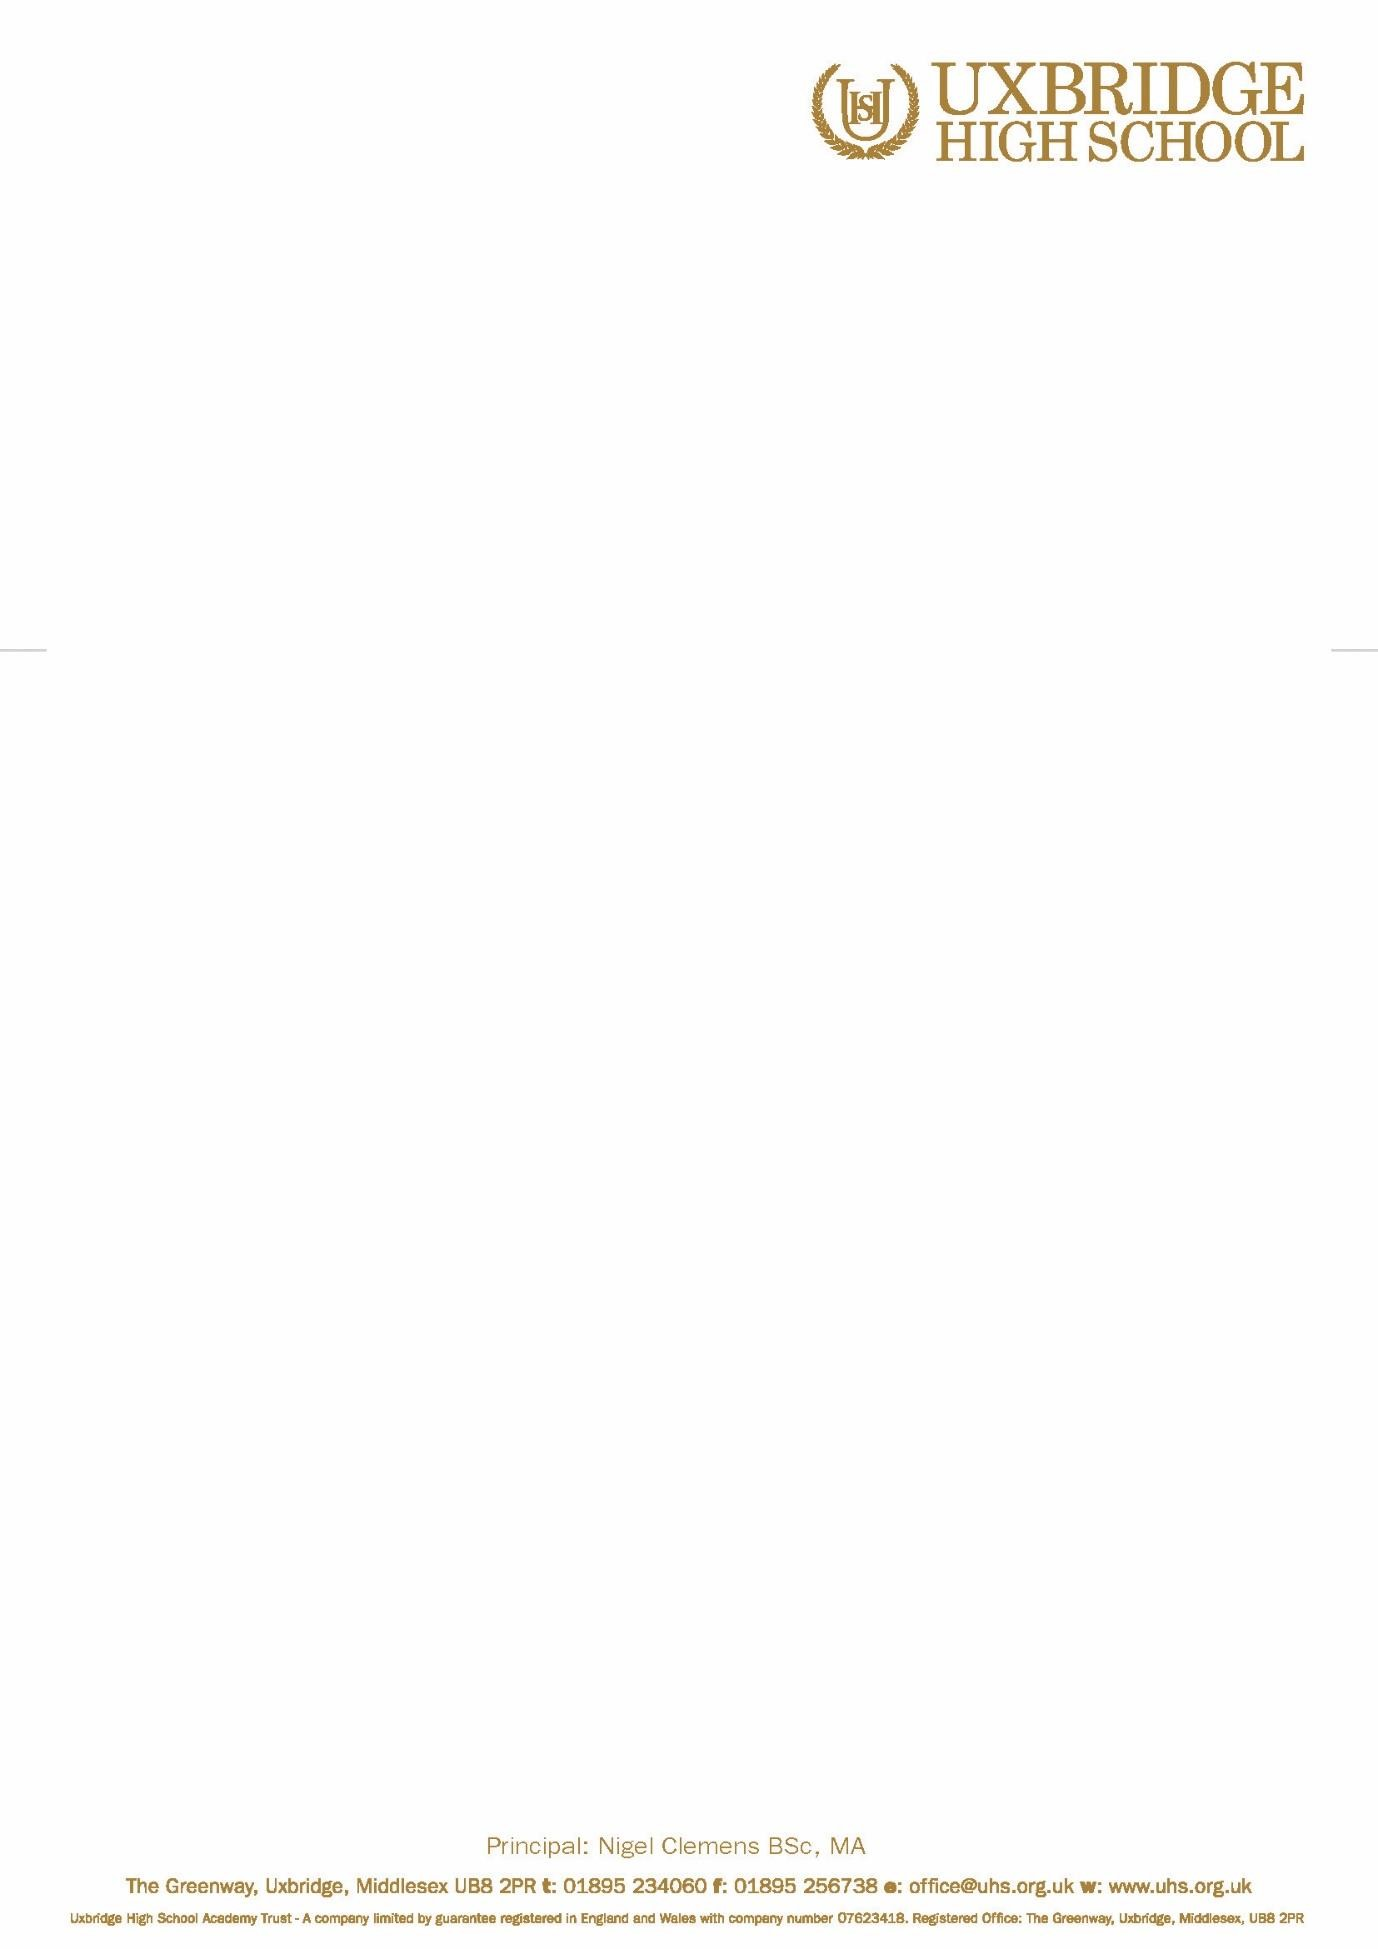 UHS
UXBRIDGE
HIGH SCHOOL
Principal: Nigel Clemens BSc, MA
The Greenway, Uxbridge, Middlesex UB8 2PR t: 01895 234060 f: 01895 256738 e: office@uhs.org.uk w: www.uhs.org.uk
Uxbridge High School Academy Trust - A company limited by guarantee registered in England and Wales with company number 07623418. Registered Office: The Greenway, Uxbridge, Middlesex, UB8 2PR